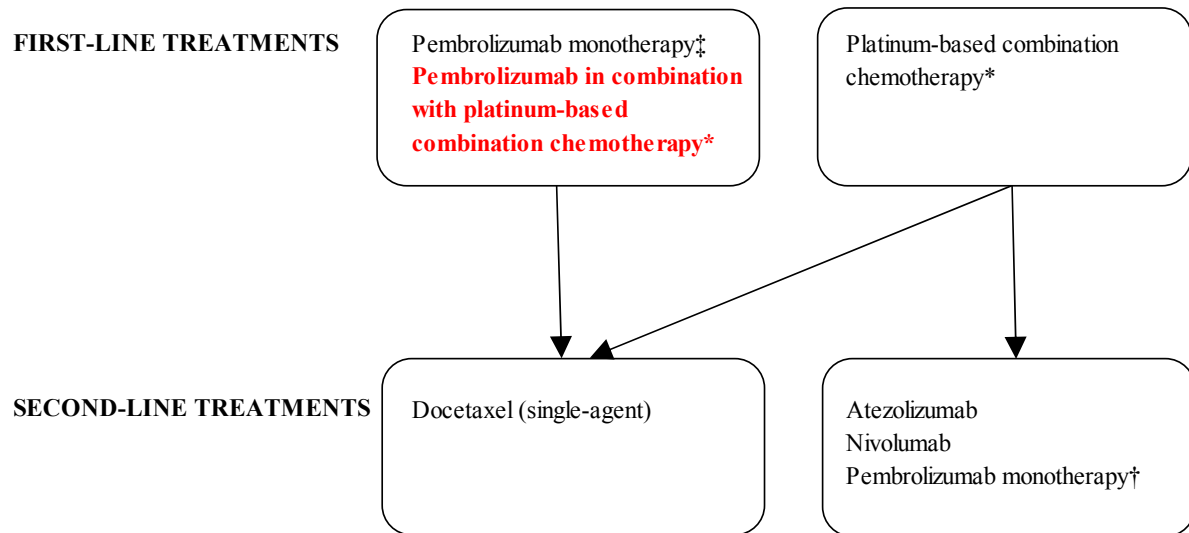 FIRST-LINE TREATMENTS
Pembrolizumab monotherapy‡
Pembrolizumab in combination
with platinum-based
combination chemotherapy*
Platinum-based combination
chemotherapy*
SECOND-LINE TREATMENTS
Docetaxel (single-agent)
Atezolizumab
Nivolumab
Pembrolizumab monotherapy†